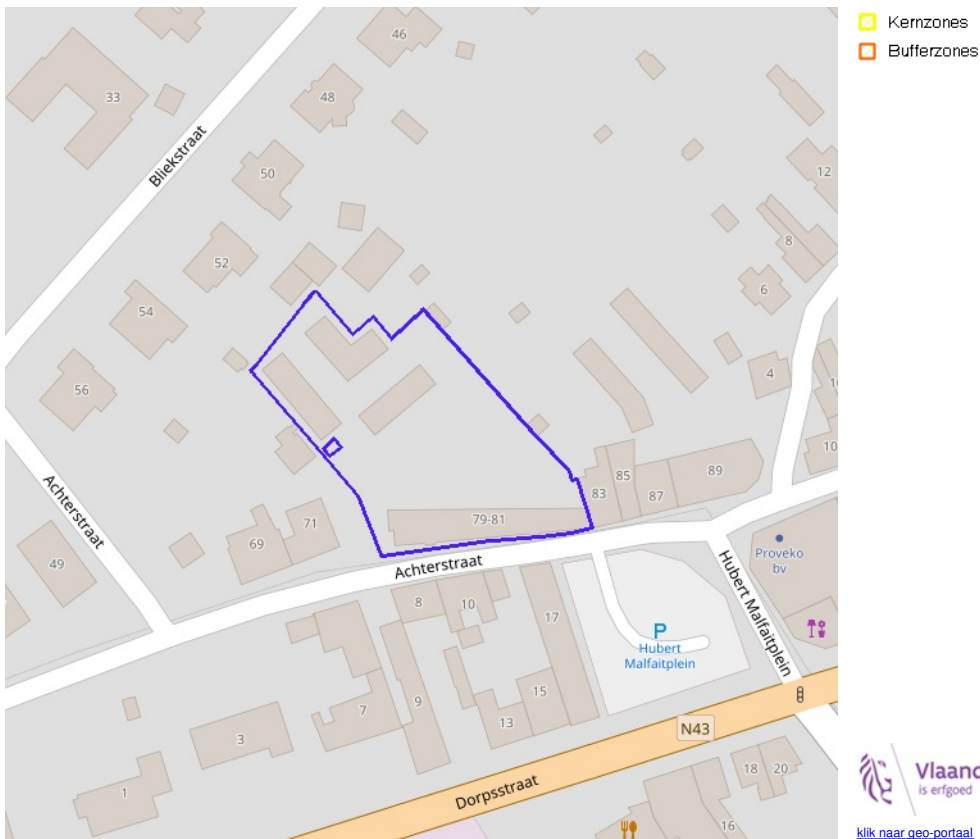 Kernzones
Bufferzones
46
33
48
Bliekstraat
50
12
52
8
6
54
56
4
10
85
89
83
87
79-81
71
69
Achterstraat
49
Achterstraat
Proveko
bv
Hubert Malfaitplein
8
10
17
P
Hubert
Malfaitplein
15
7
9
13
3
N43
1
Dorpsstraat
18
20
16
Vlaand
is erfgoed
klik naar geo-portaal